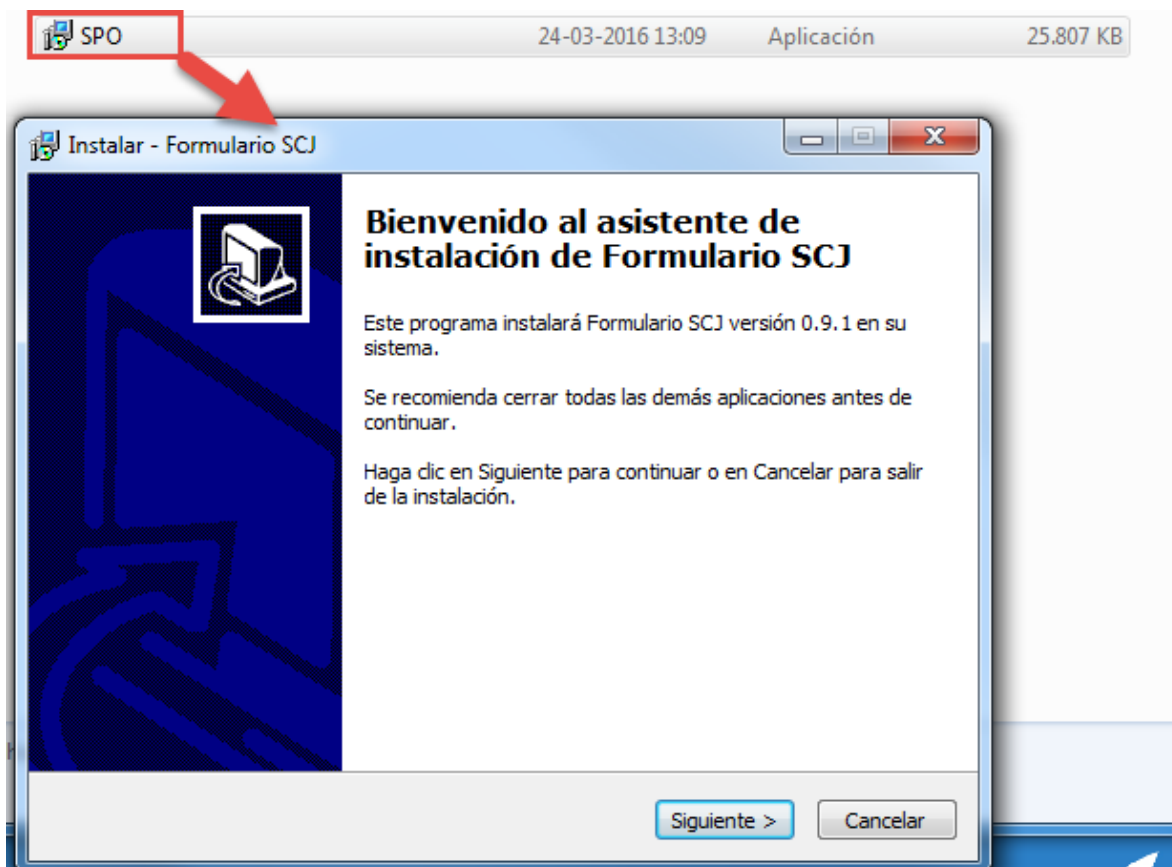 SPO 24-03-2016 13:09 Aplicación 25.807 KB
Instalar - Formulario SCJ
Bienvenido al asistente de
instalación de Formulario SCJ
Este programa instalará Formulario SCJ versión 0.9.1 en su
sistema.
Se recomienda cerrar todas las demás aplicaciones antes de
continuar.
Haga clic en Siguiente para continuar o en Cancelar para salir
de la instalación.
Siguiente > Cancelar